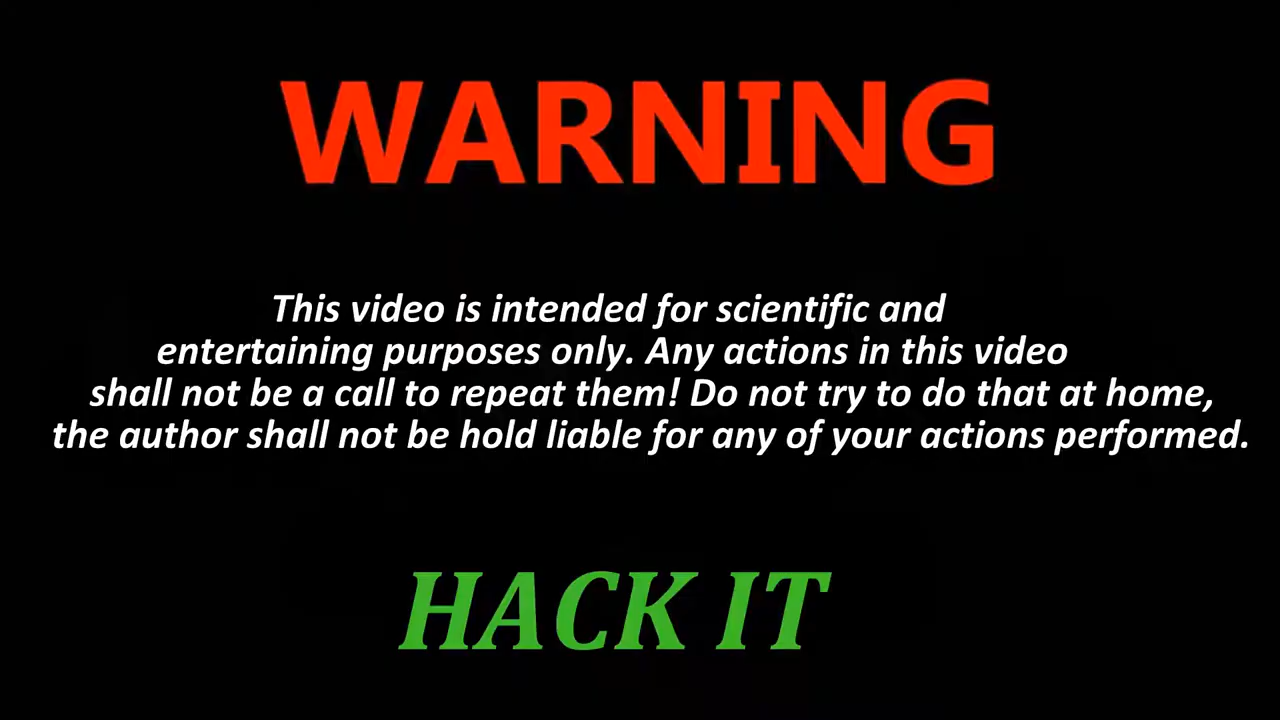 WARNING
This video is intended for scientific and
entertaining purposes only. Any actions in this video
shall not be a call to repeat them! Do not try to do that at home,
the author shall not be hold liable for any of your actions performed.
HACK IT